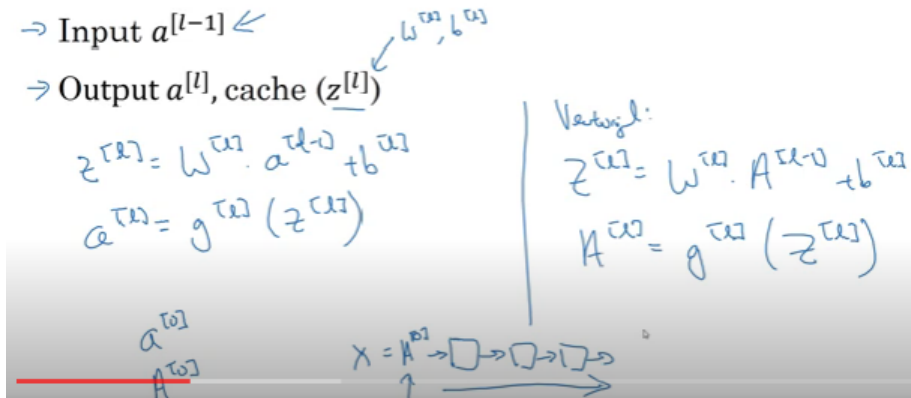 → Input a^[l-1] ←
W^[l], b^[l]
→ Output a^[l], cache (z^[l])
z^[l] = W^[l] · a^[l-1] + b^[l]
a^[l] = g^[l] (z^[l])
Vectorized:
Z^[l] = W^[l] · A^[l-1] + b^[l]
A^[l] = g^[l] (Z^[l])
a^[0]
A^[0]
X = A^[0] → □ → □ → □ →